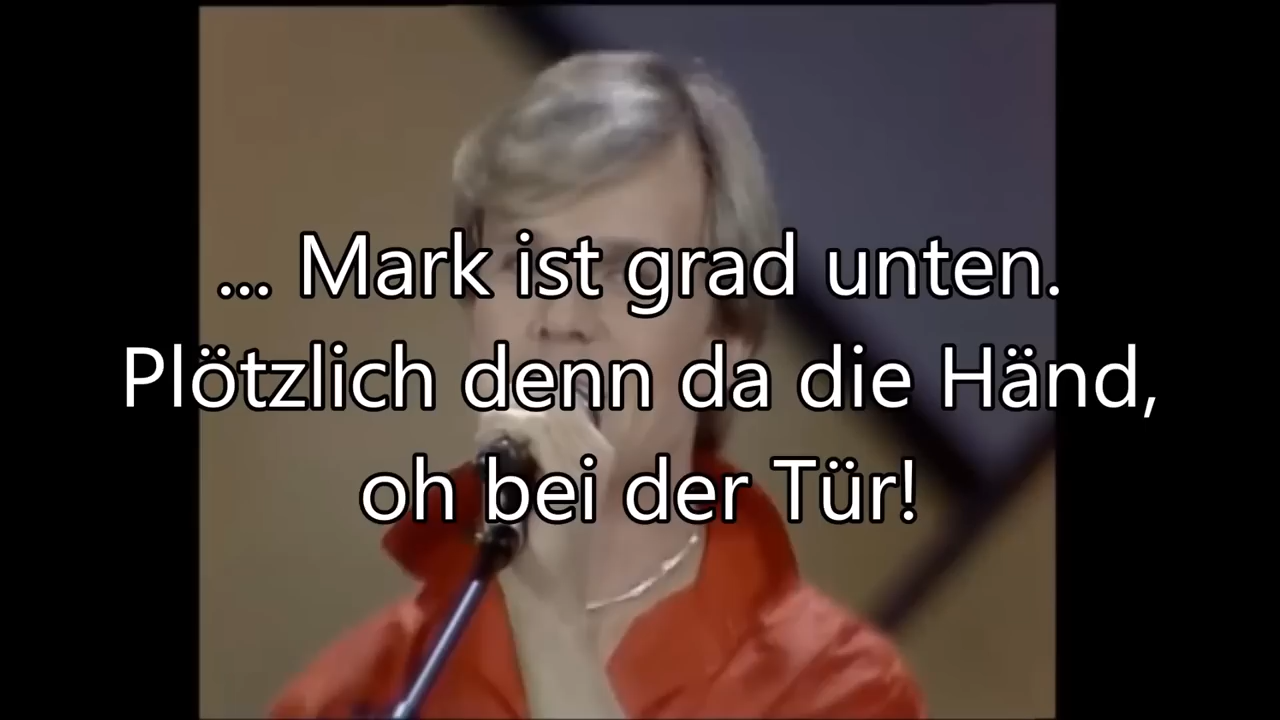 ... Mark ist grad unten.
Plötzlich denn da die Händ,
oh bei der Tür!